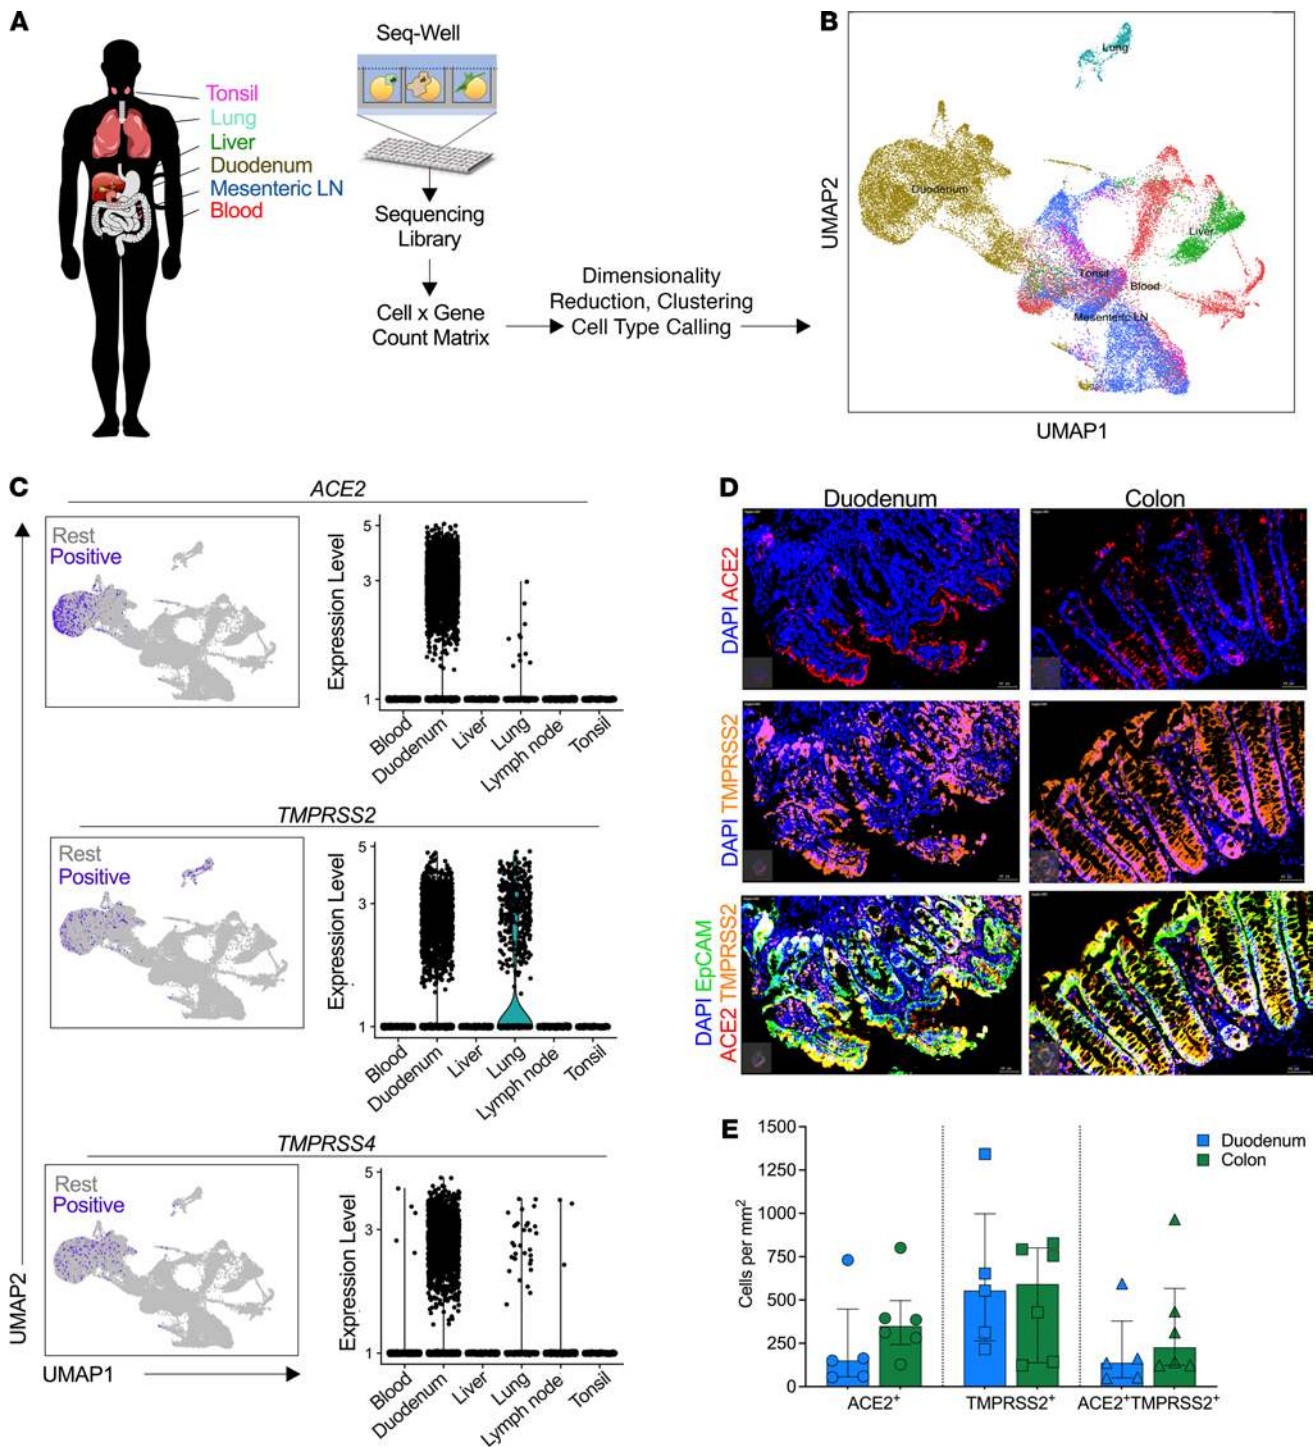 A
Seq-Well
Tonsil
Lung
Liver
Duodenum
Mesenteric LN
Blood
Sequencing
Library
Cell x Gene
Count Matrix
Dimensionality
Reduction, Clustering
Cell Type Calling
B
Lung
Duodenum
Liver
Tonsil
Blood
Mesenteric LN
UMAP2
UMAP1
C
ACE2
Rest
Positive
Expression Level
5
3
1
Blood
Duodenum
Liver
Lung
Lymph node
Tonsil
TMPRSS2
Rest
Positive
Expression Level
5
3
1
Blood
Duodenum
Liver
Lung
Lymph node
Tonsil
TMPRSS4
Rest
Positive
Expression Level
5
3
1
Blood
Duodenum
Liver
Lung
Lymph node
Tonsil
UMAP2
UMAP1
D
Duodenum
Colon
DAPI ACE2
DAPI TMPRSS2
DAPI EpCAM
ACE2 TMPRSS2
E
Cells per mm2
1500
1250
1000
750
500
250
0
Duodenum
Colon
ACE2+
TMPRSS2+
ACE2+TMPRSS2+